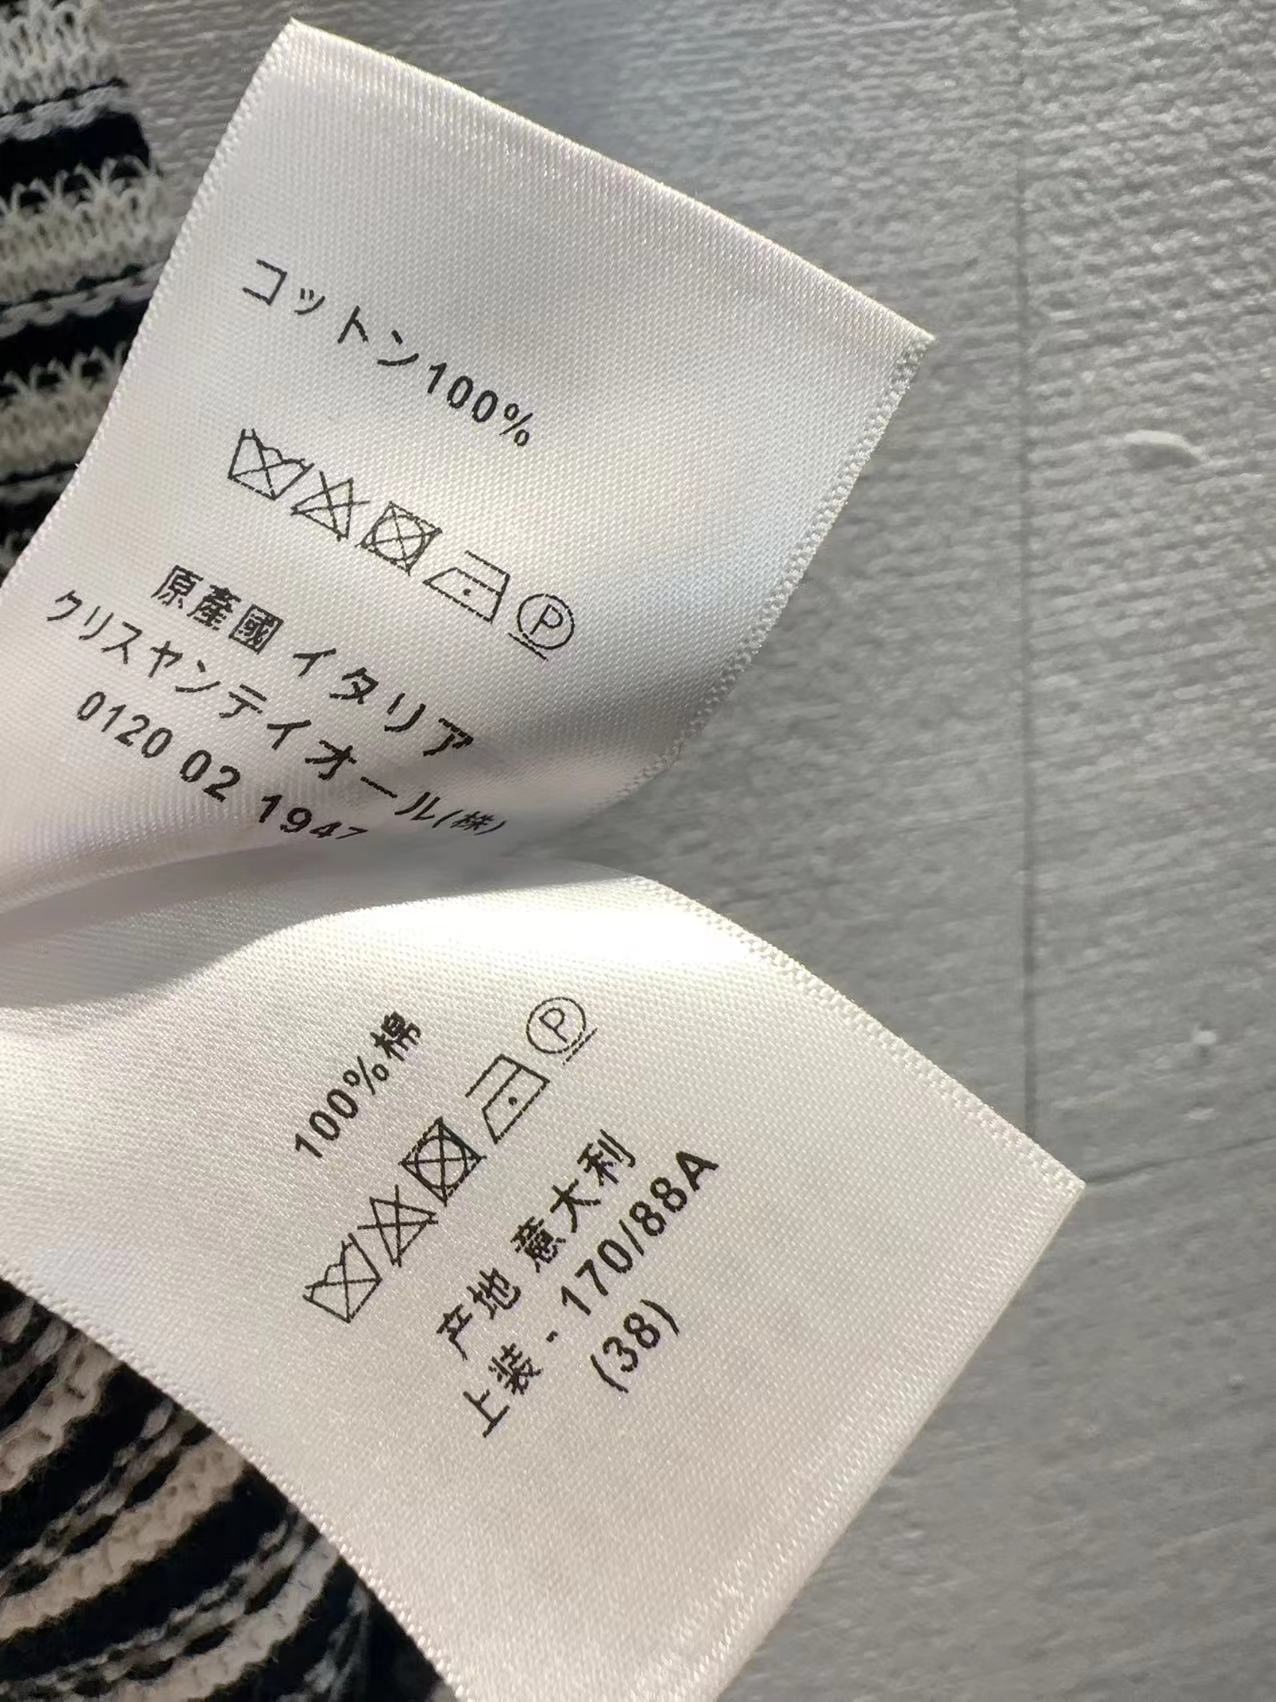 コットン100%
P
原產國 イタリア
クリスヤンテイオール(株)
0120 02 1947
100%棉
P
产地 意大利
上装 - 170/88A
(38)